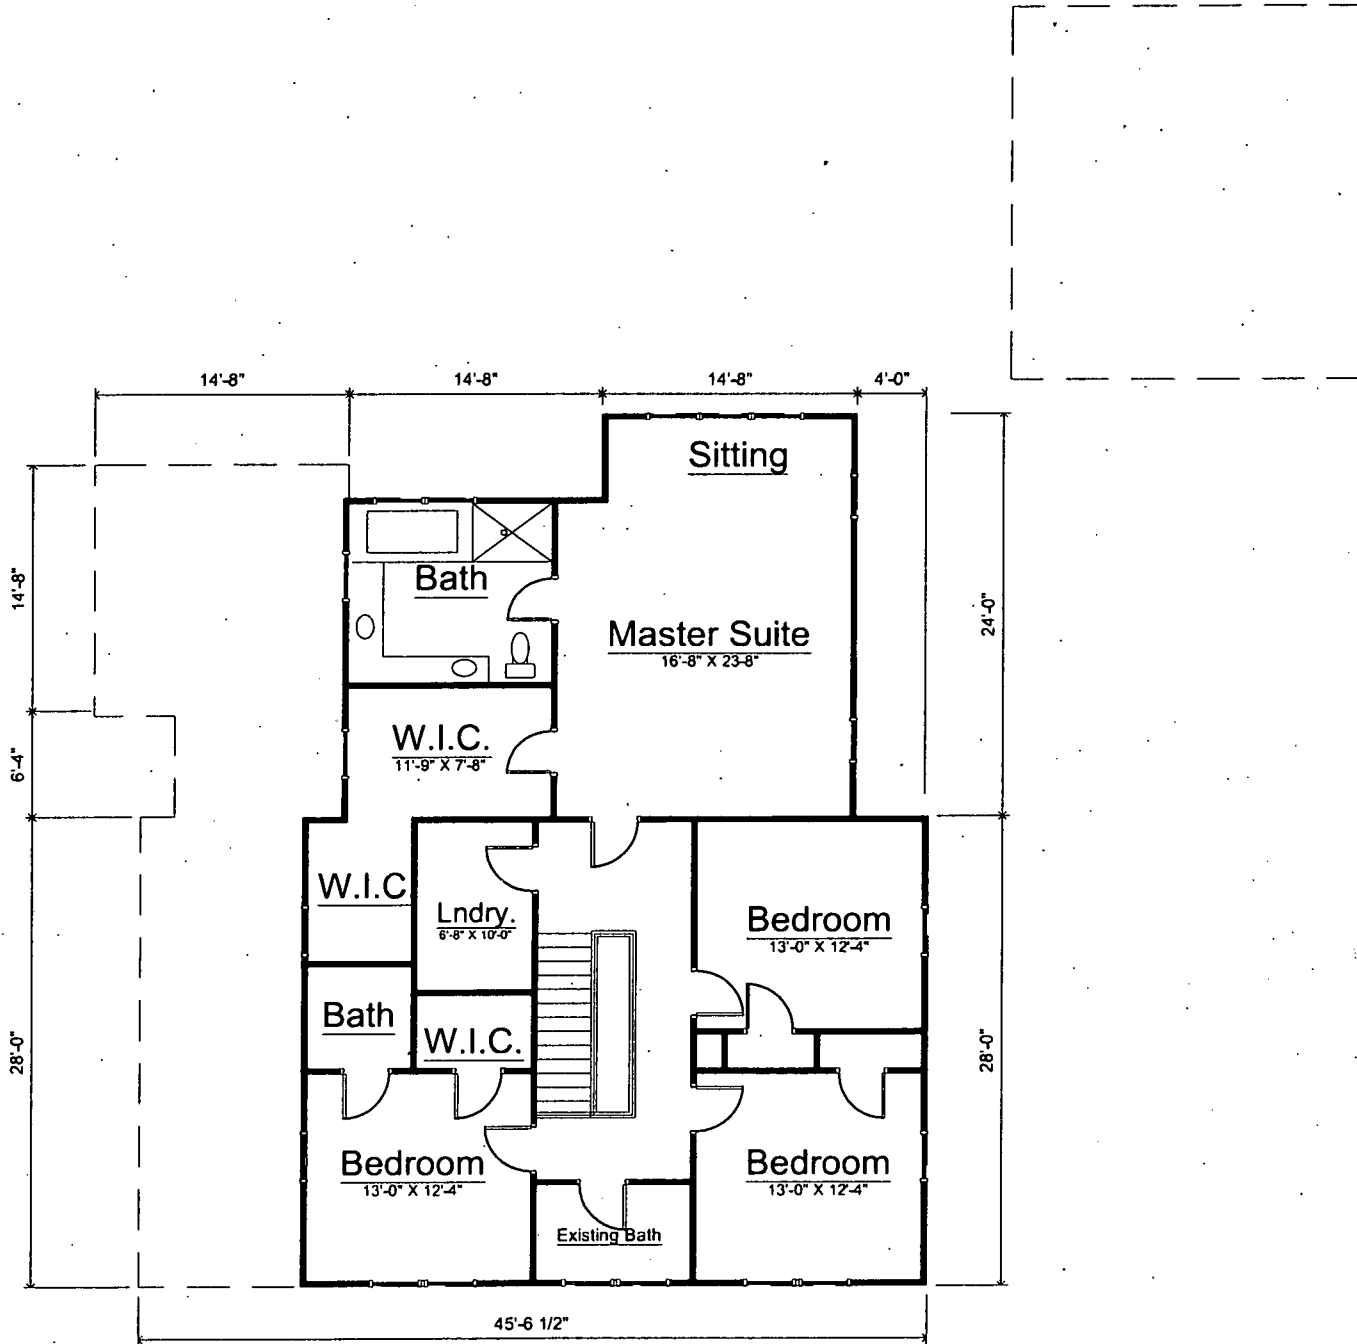 14'-8" 14'-8" 14'-8" 4'-0"
Sitting
14'-8"
Bath
24'-0"
Master Suite
16'-8" X 23-8"
W.I.C.
11'-9" X 7'-8"
6'-4"
W.I.C
Lndry.
6'-8" X 10'-0"
Bedroom
13'-0" X 12'-4"
Bath
W.I.C.
28'-0"
28'-0"
Bedroom
13'-0" X 12'-4"
Bedroom
13'-0" X 12'-4"
Existing Bath
45'-6 1/2"